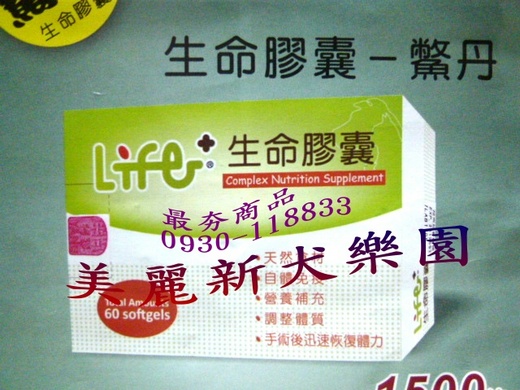 生命膠囊
生命膠囊－鱉丹
Life+®
生命膠囊
Complex Nutrition Supplement
最夯商品
0930-118833
美麗新犬樂園
•天然
•自體免疫
•營養補充
•調整體質
•手術後迅速恢復體力
Total Amounts
60 softgels
Life+
生命膠囊
1500